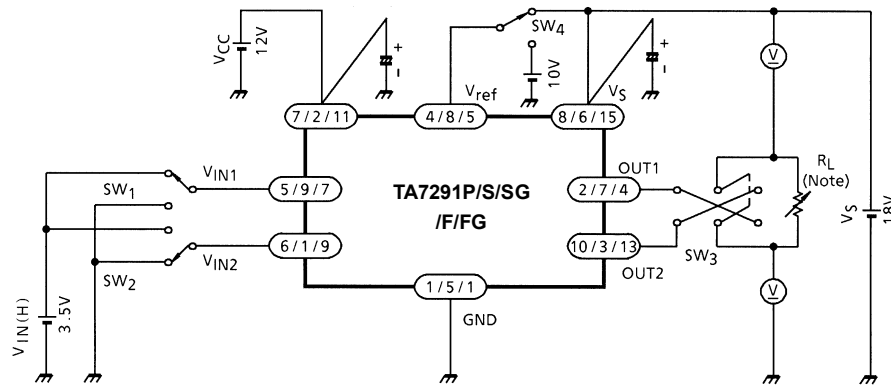 VCC
12V
+
-
SW4
10V
+
-
Vref
VS
V
7 / 2 / 11
4 / 8 / 5
8 / 6 / 15
VIN1
5 / 9 / 7
SW1
TA7291P/S/SG
/F/FG
OUT1
2 / 7 / 4
RL
(Note)
VS
18V
6 / 1 / 9
VIN2
SW2
10 / 3 / 13
OUT2
SW3
VIN(H)
3.5V
1 / 5 / 1
GND
V